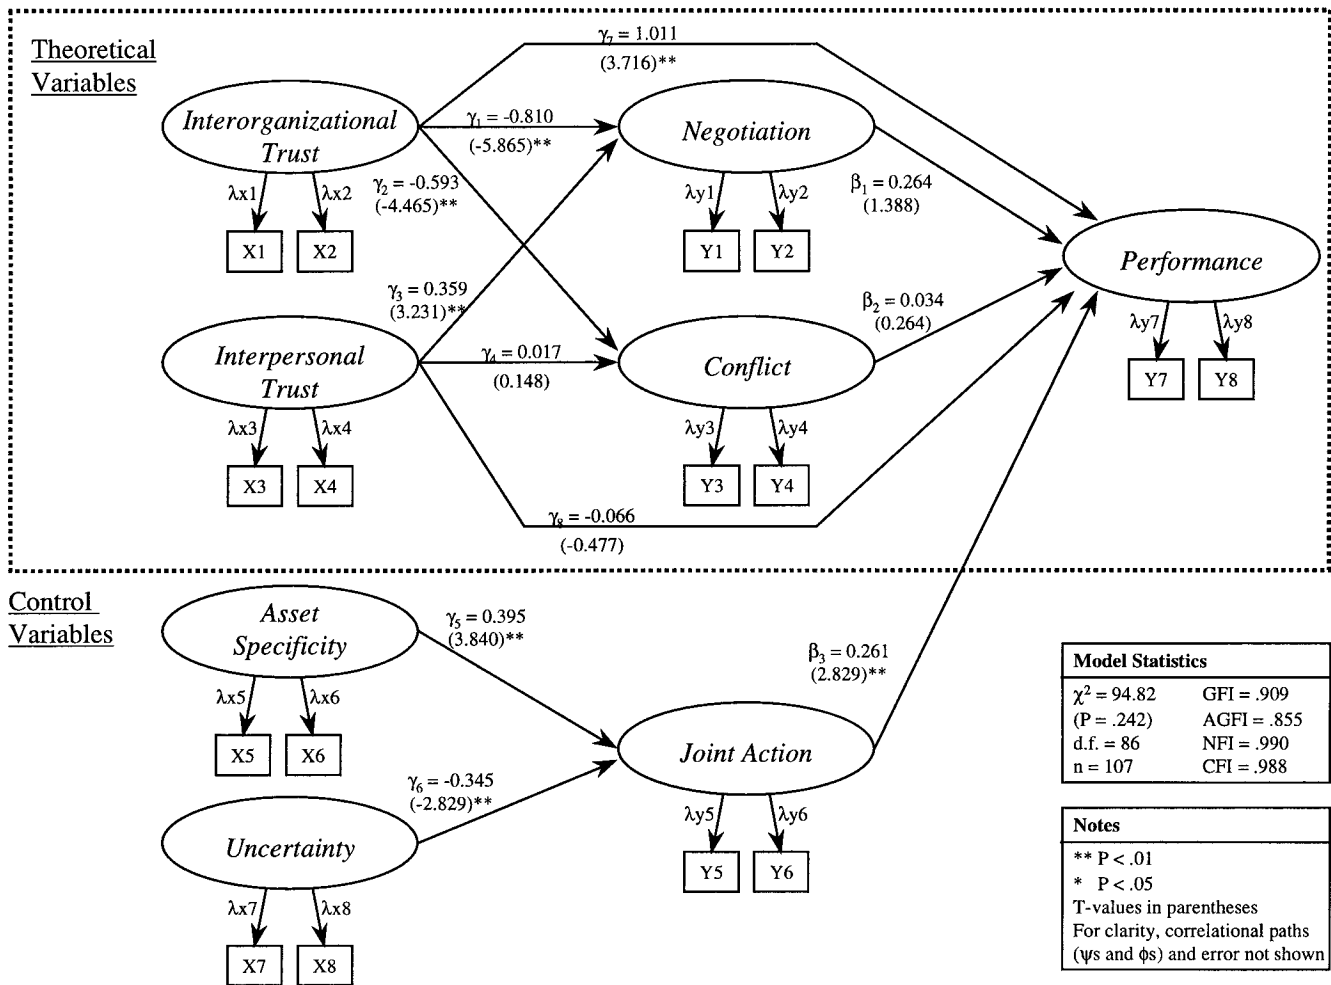 Theoretical
Variables
γ7 = 1.011
(3.716)**
Interorganizational
Trust
γ1 = -0.810
(-5.865)**
Negotiation
λx1
λx2
γ2 = -0.593
(-4.465)**
λy1
λy2
β1 = 0.264
(1.388)
X1
X2
Y1
Y2
Performance
γ3 = 0.359
(3.231)**
β2 = 0.034
(0.264)
λy7
λy8
Interpersonal
Trust
γ4 = 0.017
(0.148)
Conflict
Y7
Y8
λx3
λx4
λy3
λy4
X3
X4
Y3
Y4
γ8 = -0.066
(-0.477)
Control
Variables
Asset
Specificity
γ5 = 0.395
(3.840)**
β3 = 0.261
(2.829)**
λx5
λx6
X5
X6
Joint Action
γ6 = -0.345
(-2.829)**
Uncertainty
λy5
λy6
Y5
Y6
λx7
λx8
X7
X8
Model Statistics
χ² = 94.82 GFI = .909
(P = .242) AGFI = .855
d.f. = 86 NFI = .990
n = 107 CFI = .988
Notes
** P < .01
* P < .05
T-values in parentheses
For clarity, correlational paths
(ψs and ϕs) and error not shown